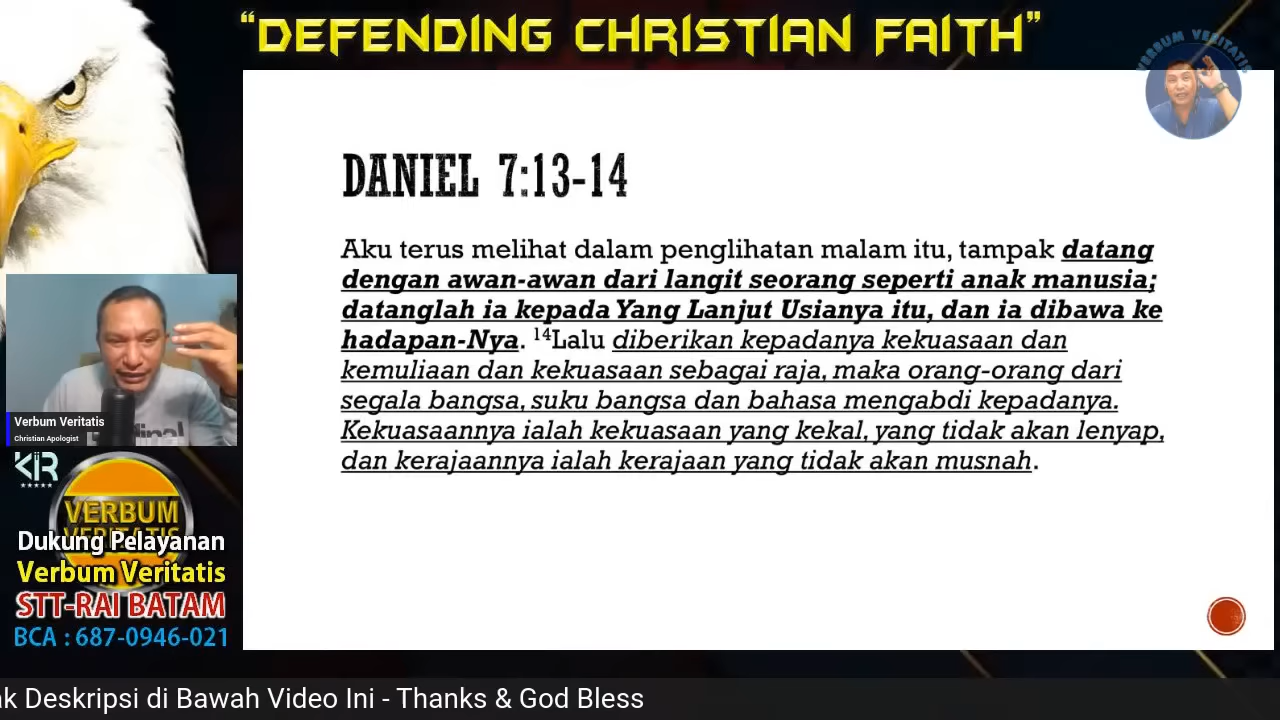 “DEFENDING CHRISTIAN FAITH”
VERBUM VERITATIS
DANIEL 7:13-14
Aku terus melihat dalam penglihatan malam itu, tampak datang
dengan awan-awan dari langit seorang seperti anak manusia;
datanglah ia kepada Yang Lanjut Usianya itu, dan ia dibawa ke
hadapan-Nya. 14Lalu diberikan kepadanya kekuasaan dan
kemuliaan dan kekuasaan sebagai raja, maka orang-orang dari
segala bangsa, suku bangsa dan bahasa mengabdi kepadanya.
Kekuasaannya ialah kekuasaan yang kekal, yang tidak akan lenyap,
dan kerajaannya ialah kerajaan yang tidak akan musnah.
Verbum Veritatis
Christian Apologist
KIR
VERBUM
VERITATIS
Dukung Pelayanan
Verbum Veritatis
STT-RAI BATAM
BCA : 687-0946-021
Deskripsi di Bawah Video Ini - Thanks & God Bless